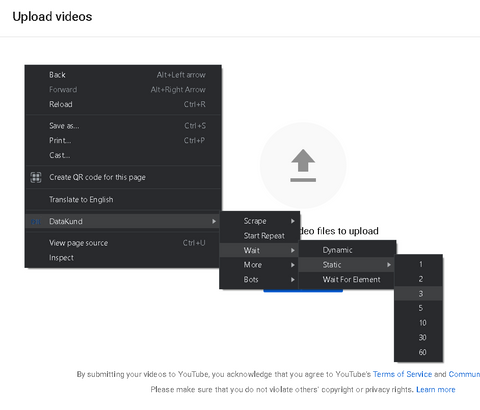 Upload videos
Back Alt+Left arrow
Forward Alt+Right Arrow
Reload Ctrl+R
Save as... Ctrl+S
Print... Ctrl+P
Cast...
Create QR code for this page
Translate to English
DataKund
View page source Ctrl+U
Inspect
Scrape
Start Repeat
Wait
More
Bots
deo files to upload
Dynamic
Static
Wait For Element
1
2
3
5
10
30
60
By submitting your videos to YouTube, you acknowledge that you agree to YouTube's Terms of Service and Commun
Please make sure that you do not violate others' copyright or privacy rights. Learn more